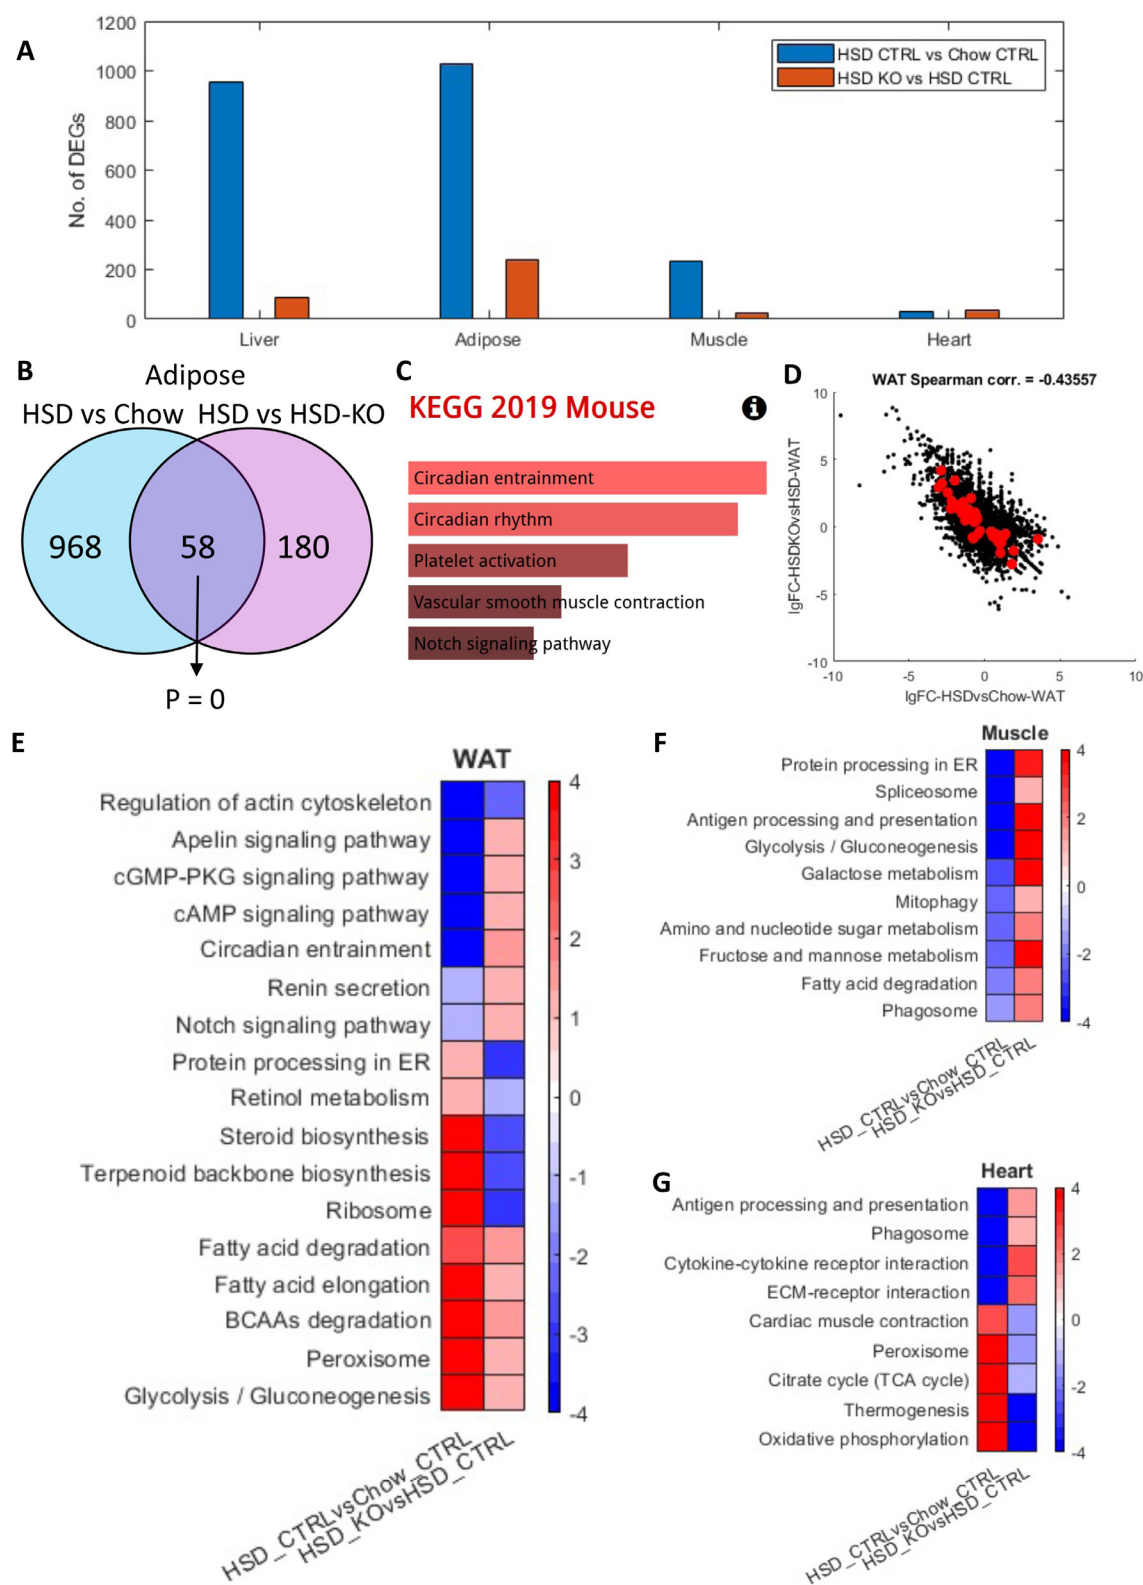 A
1200
1000
800
600
400
200
0
No. of DEGs
HSD CTRL vs Chow CTRL
HSD KO vs HSD CTRL
Liver
Adipose
Muscle
Heart
B
Adipose
HSD vs Chow
HSD vs HSD-KO
968
58
180
P = 0
C
KEGG 2019 Mouse
i
Circadian entrainment
Circadian rhythm
Platelet activation
Vascular smooth muscle contraction
Notch signaling pathway
D
WAT Spearman corr. = -0.43557
10
5
0
-5
-10
lgFC-HSDKOvsHSD-WAT
-10
-5
0
5
10
lgFC-HSDvsChow-WAT
E
WAT
Regulation of actin cytoskeleton
Apelin signaling pathway
cGMP-PKG signaling pathway
cAMP signaling pathway
Circadian entrainment
Renin secretion
Notch signaling pathway
Protein processing in ER
Retinol metabolism
Steroid biosynthesis
Terpenoid backbone biosynthesis
Ribosome
Fatty acid degradation
Fatty acid elongation
BCAAs degradation
Peroxisome
Glycolysis / Gluconeogenesis
4
3
2
1
0
-1
-2
-3
-4
HSD_CTRLvsChow_CTRL
HSD_KOvsHSD_CTRL
F
Muscle
Protein processing in ER
Spliceosome
Antigen processing and presentation
Glycolysis / Gluconeogenesis
Galactose metabolism
Mitophagy
Amino and nucleotide sugar metabolism
Fructose and mannose metabolism
Fatty acid degradation
Phagosome
4
2
0
-2
-4
HSD_CTRLvsChow_CTRL
HSD_KOvsHSD_CTRL
G
Heart
Antigen processing and presentation
Phagosome
Cytokine-cytokine receptor interaction
ECM-receptor interaction
Cardiac muscle contraction
Peroxisome
Citrate cycle (TCA cycle)
Thermogenesis
Oxidative phosphorylation
4
2
0
-2
-4
HSD_CTRLvsChow_CTRL
HSD_KOvsHSD_CTRL